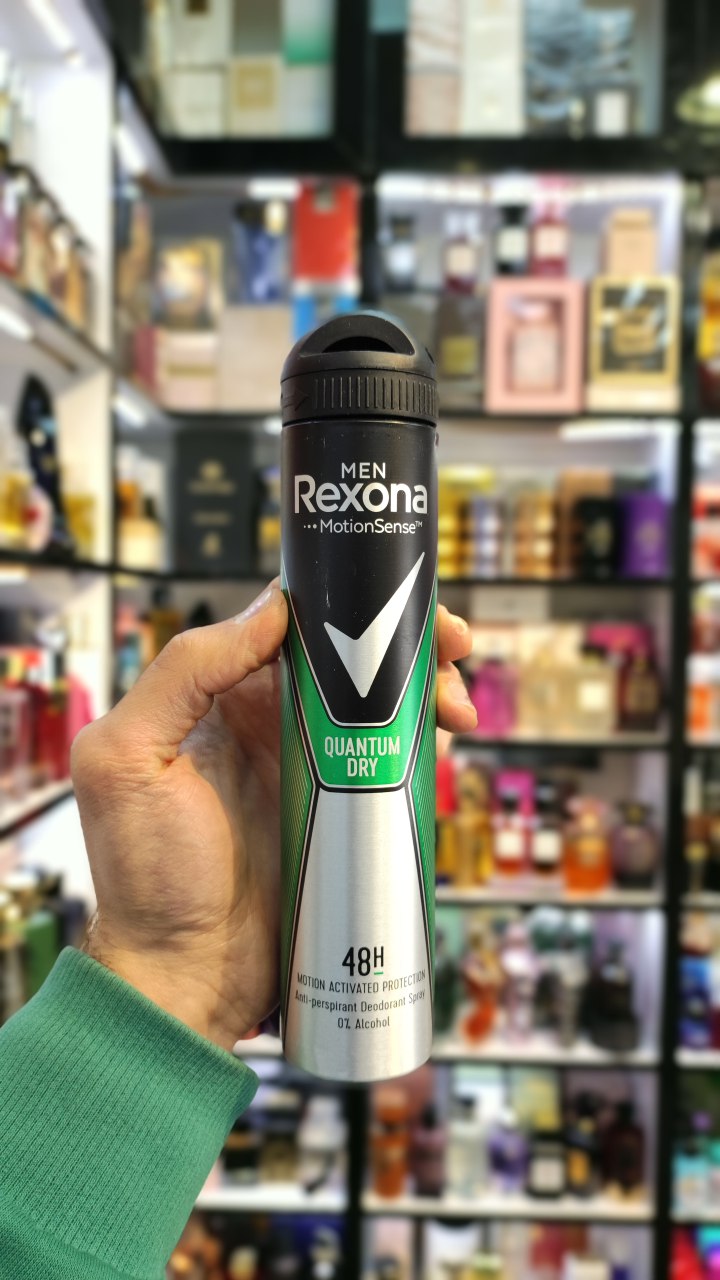 MEN
Rexona
MotionSense™
QUANTUM
DRY
48H
MOTION ACTIVATED PROTECTION
Anti-perspirant Deodorant Spray
0% Alcohol